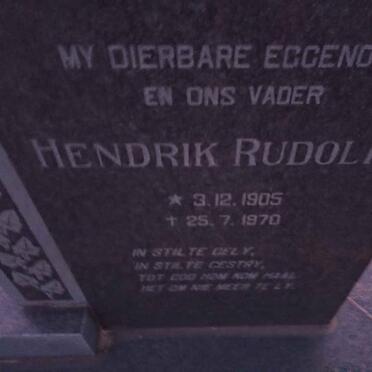 MY DIERBARE EGGENO
EN ONS VADER
HENDRIK RUDOL
★ 3.12.1905
✝ 25.7.1970
IN STILTE GELY,
IN STILTE GESTRY,
TOT GOD HOM KOM HAAL
HET OM NIE MEER TE LY.